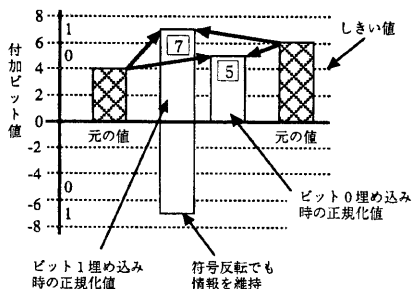 付加ビット値
8
6
4
2
0
-2
-4
-6
-8
1
0
0
1
7
5
しきい値
元の値
元の値
ビット0埋め込み
時の正規化値
ビット1埋め込み
時の正規化値
符号反転でも
情報を維持